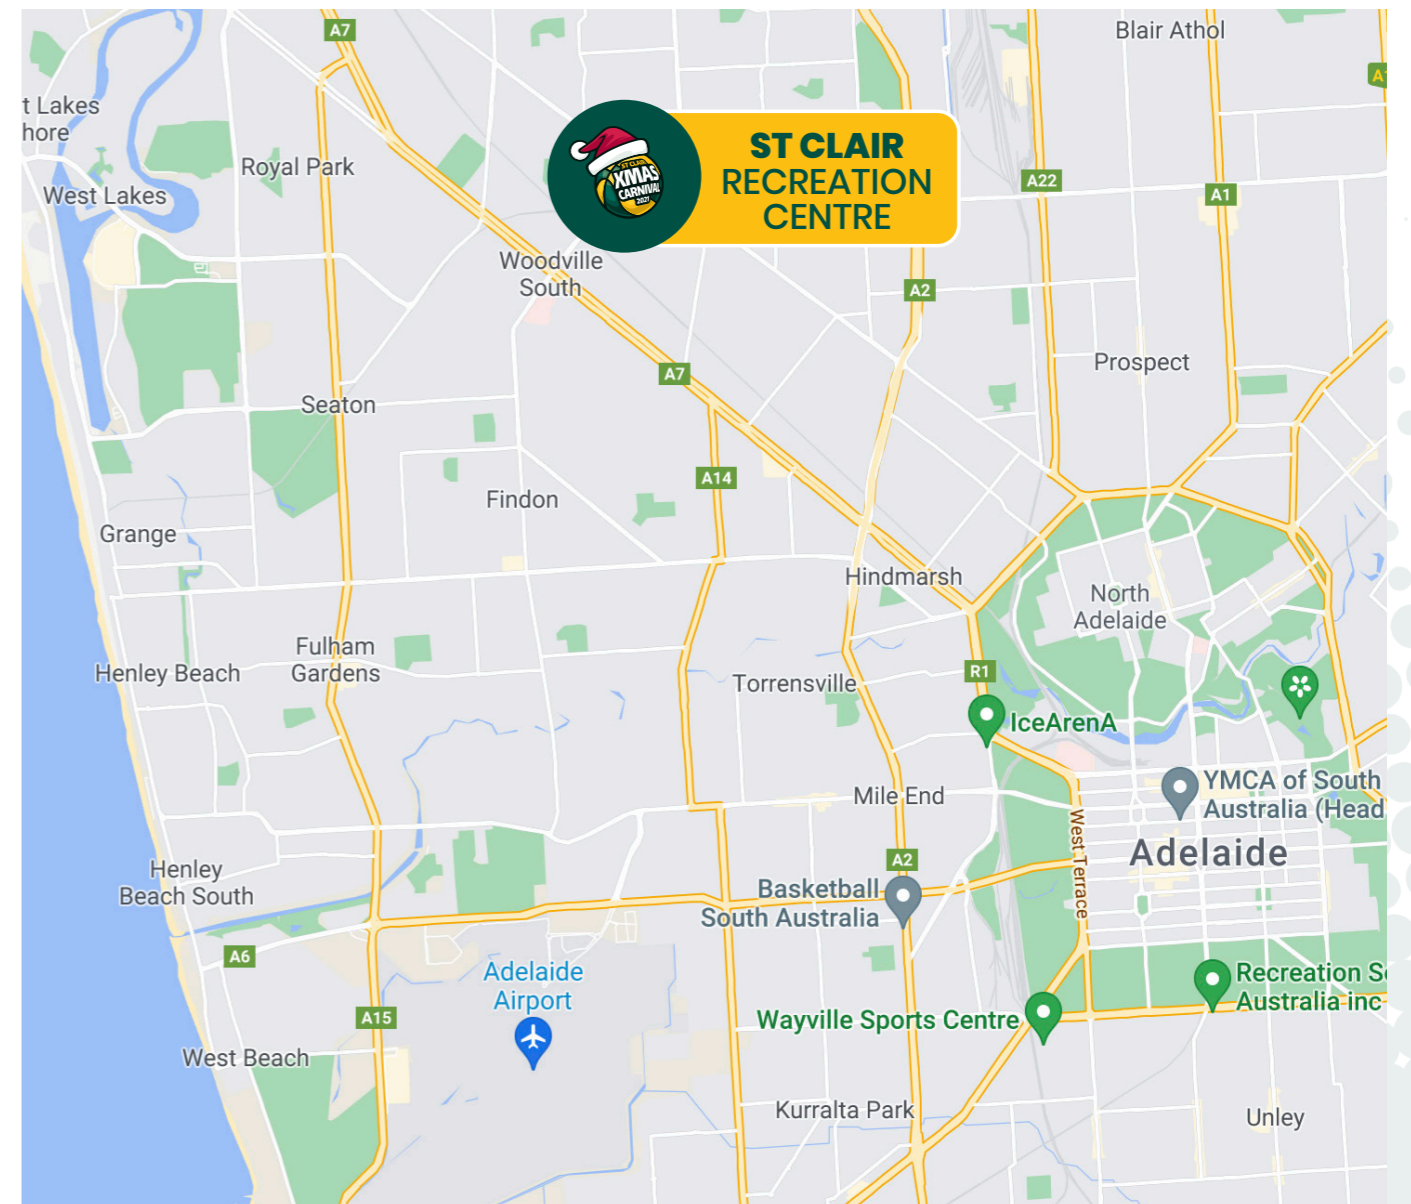 A7
Blair Athol
t Lakes
hore
Royal Park
West Lakes
ST CLAIR
XMAS
CARNIVAL
2021
ST CLAIR
RECREATION
CENTRE
A22
A1
Woodville
South
A2
Prospect
A7
Seaton
A14
Findon
Grange
Hindmarsh
North
Adelaide
Fulham
Gardens
Henley Beach
R1
Torrensville
IceArenA
YMCA of South
Australia (Head
Mile End
West Terrace
Adelaide
Henley
Beach South
A2
Basketball
South Australia
A6
Adelaide
Airport
Recreation S
Australia inc
A15
Wayville Sports Centre
West Beach
Kurralta Park
Unley